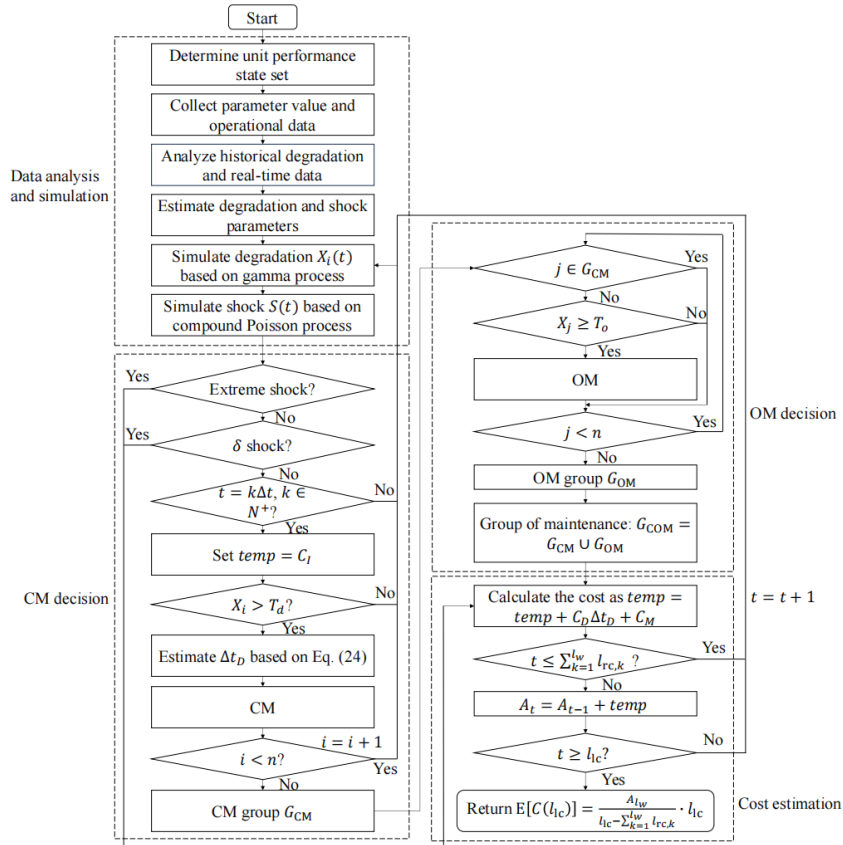 Start
Determine unit performance
state set
Collect parameter value and
operational data
Analyze historical degradation
and real-time data
Data analysis
and simulation
Estimate degradation and shock
parameters
Simulate degradation X_i(t)
based on gamma process
Simulate shock S(t) based on
compound Poisson process
Yes
Extreme shock?
No
Yes
δ shock?
No
t = kΔt, k ∈
N⁺?
No
Yes
Set temp = C_I
CM decision
X_i > T_d?
No
Yes
Estimate Δt_D based on Eq. (24)
CM
i = i + 1
i < n?
Yes
No
CM group G_CM
j ∈ G_CM
Yes
No
X_j ≥ T_o
No
Yes
OM
OM decision
j < n
Yes
No
OM group G_OM
Group of maintenance: G_COM =
G_CM ∪ G_OM
Calculate the cost as temp =
temp + C_D Δt_D + C_M
t = t + 1
t ≤ ∑_{k=1}^{l_w} l_{rc,k} ?
Yes
No
A_t = A_{t−1} + temp
t ≥ l_lc?
No
Yes
Return E[C(l_lc)] = A_{l_w} / (l_lc − ∑_{k=1}^{l_w} l_{rc,k}) · l_lc
Cost estimation